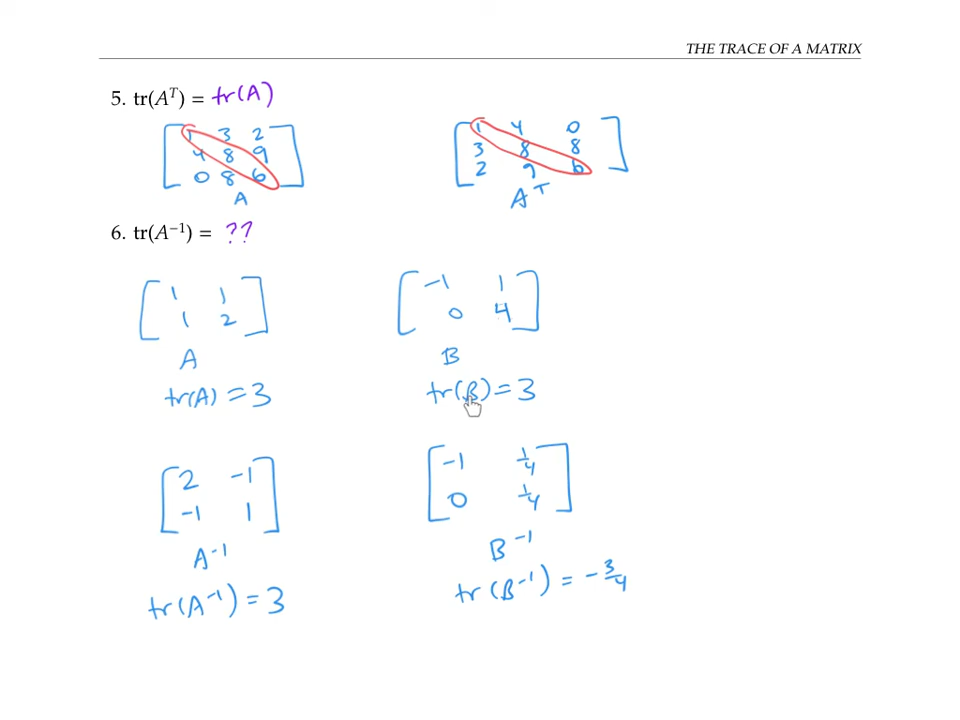 THE TRACE OF A MATRIX
5. tr(Aᵀ) = tr(A)
1 3 2
4 8 9
0 8 6
A
1 4 0
3 8 8
2 9 6
Aᵀ
6. tr(A⁻¹) = ??
1 1
1 2
A
tr(A) = 3
-1 1
0 4
B
tr(B) = 3
2 -1
-1 1
A⁻¹
tr(A⁻¹) = 3
-1 1/4
0 1/4
B⁻¹
tr(B⁻¹) = -3/4